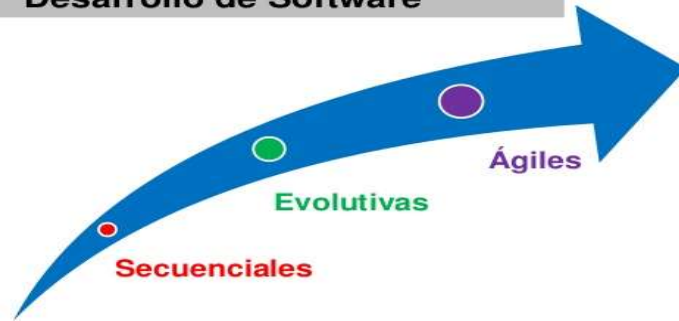 Desarrollo de Software
Ágiles
Evolutivas
Secuenciales